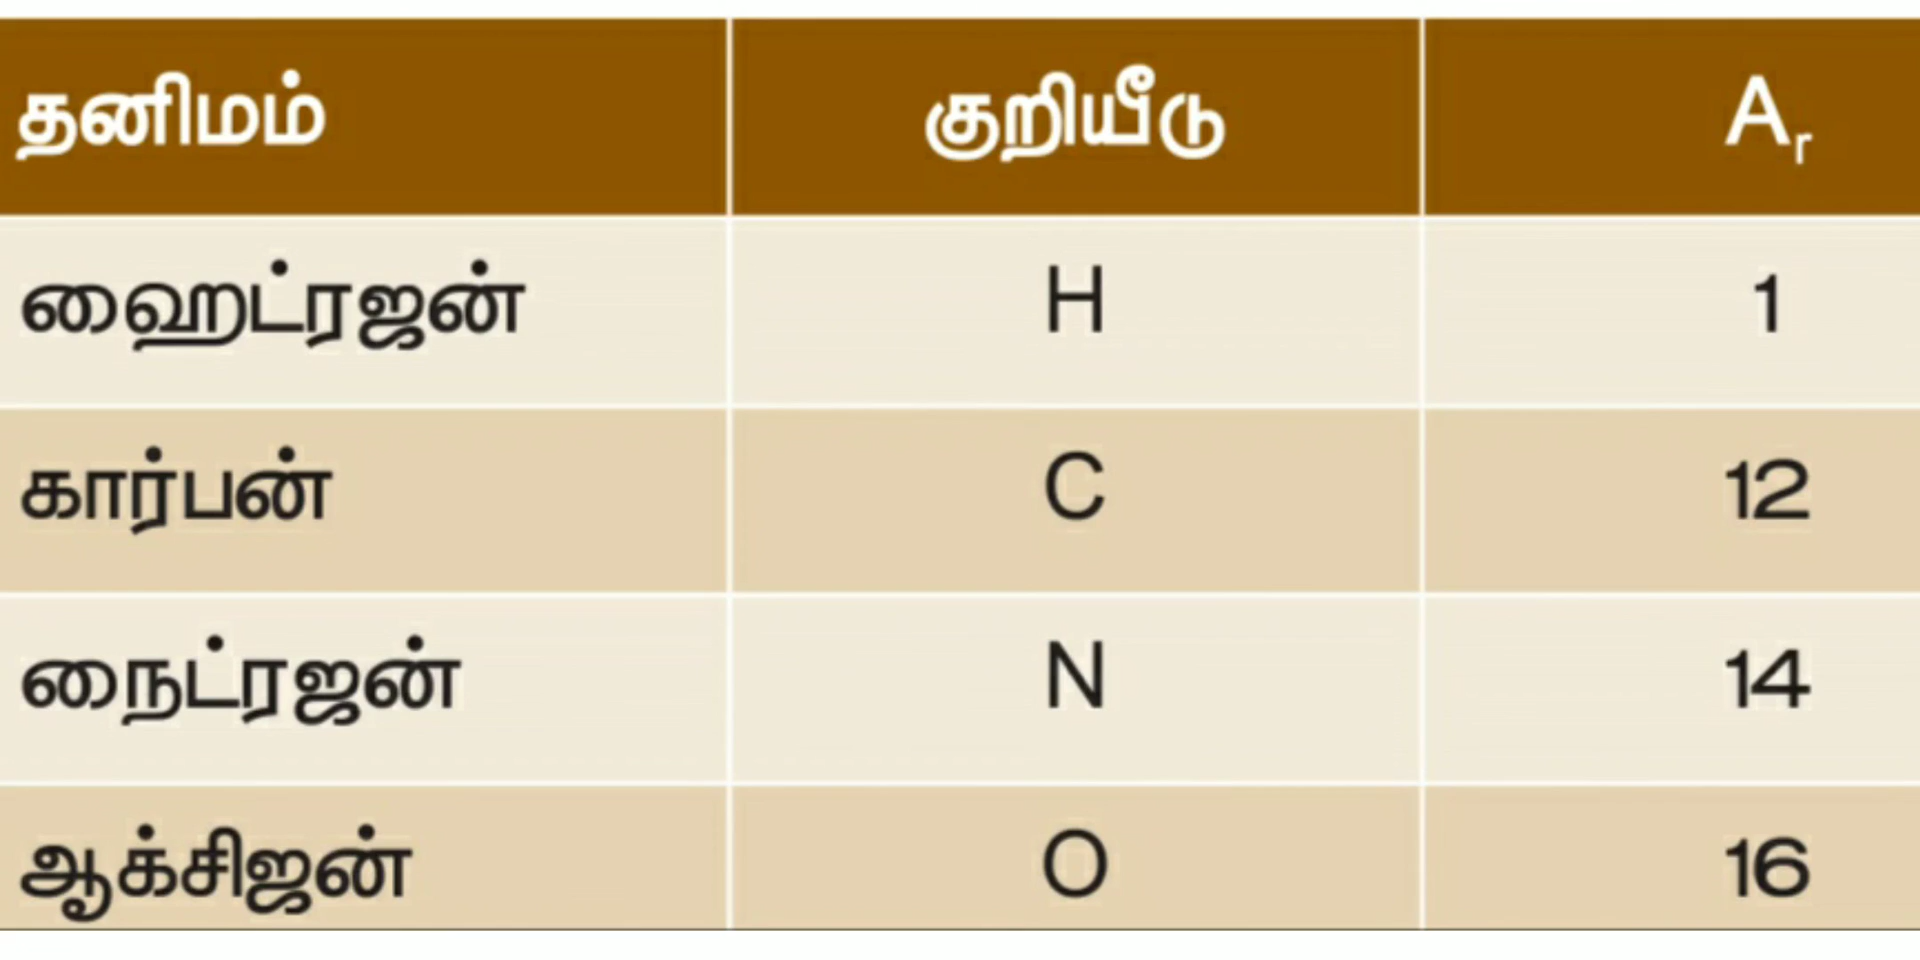 தனிமம் குறியீடு Ar
ஹைட்ரஜன் H 1
கார்பன் C 12
நைட்ரஜன் N 14
ஆக்சிஜன் O 16